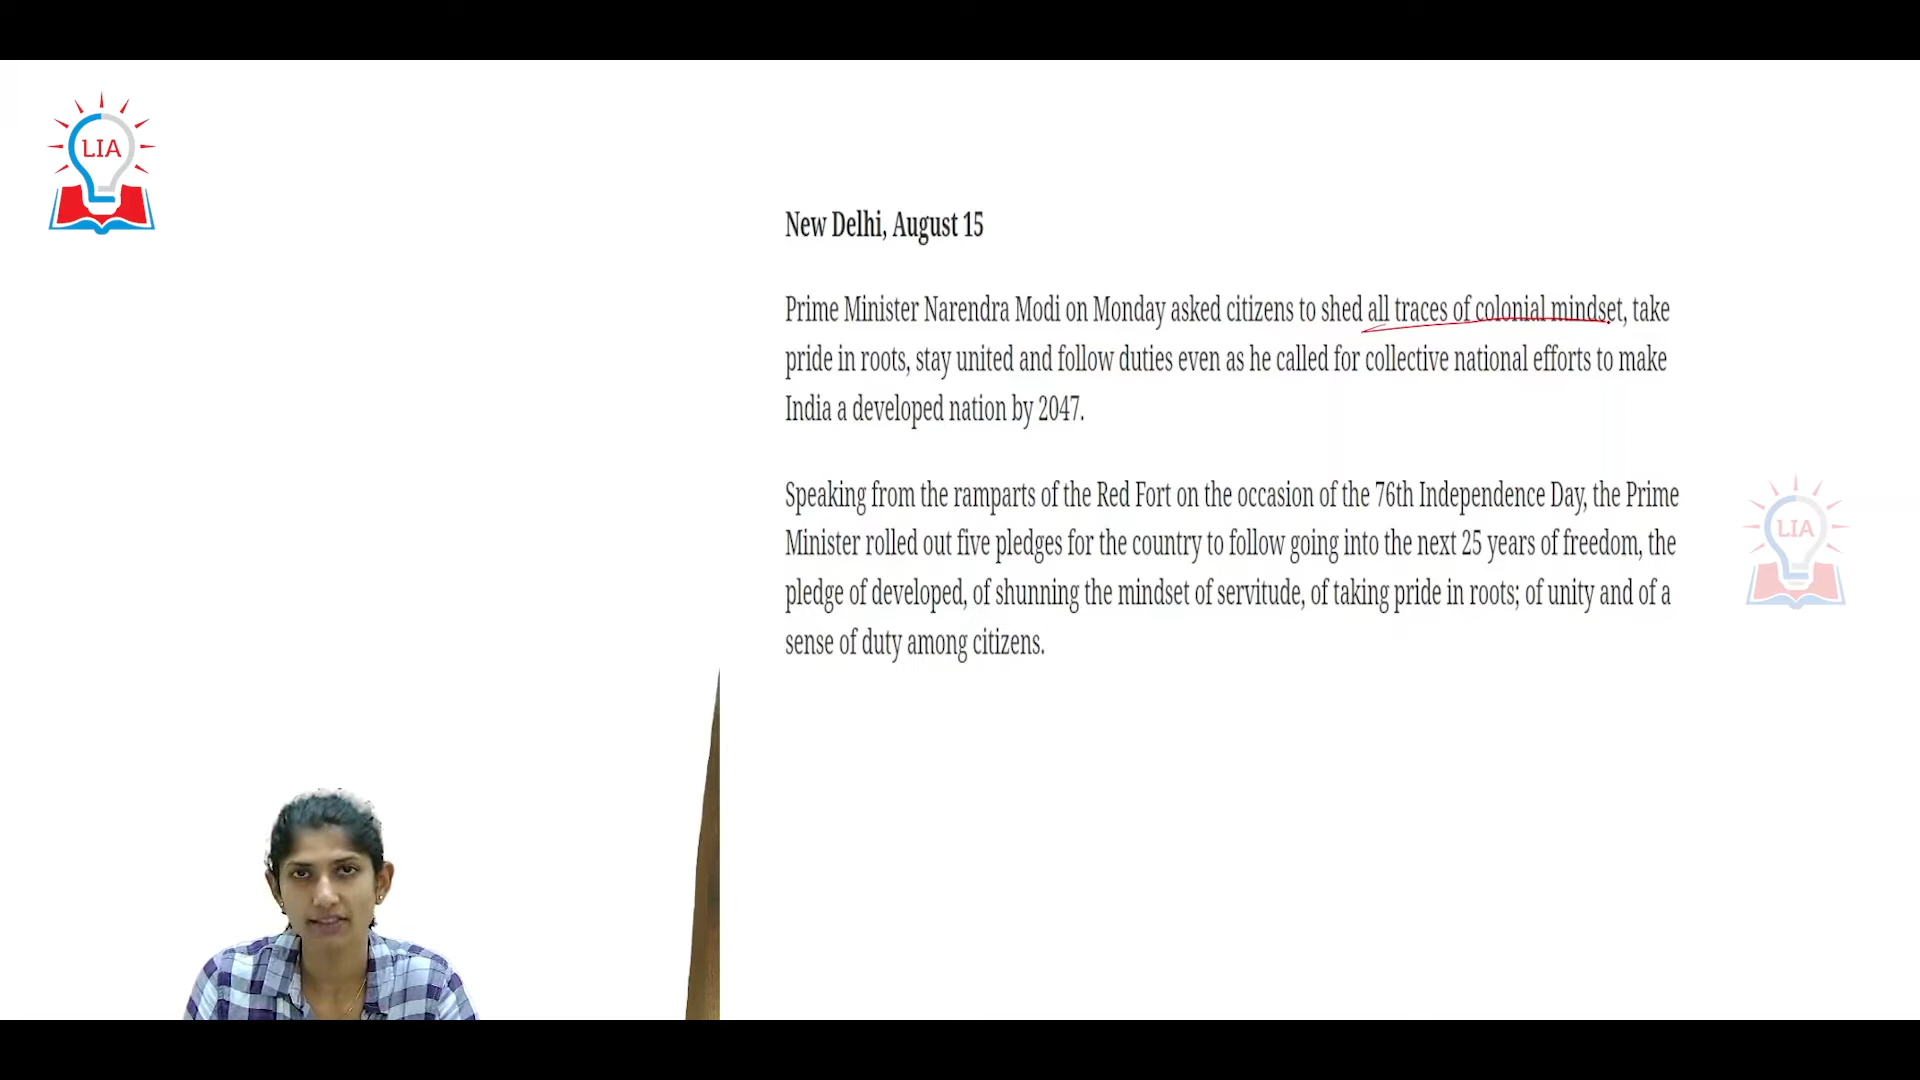 LIA
New Delhi, August 15
Prime Minister Narendra Modi on Monday asked citizens to shed all traces of colonial mindset, take
pride in roots, stay united and follow duties even as he called for collective national efforts to make
India a developed nation by 2047.
Speaking from the ramparts of the Red Fort on the occasion of the 76th Independence Day, the Prime
Minister rolled out five pledges for the country to follow going into the next 25 years of freedom, the
pledge of developed, of shunning the mindset of servitude, of taking pride in roots; of unity and of a
sense of duty among citizens.
LIA